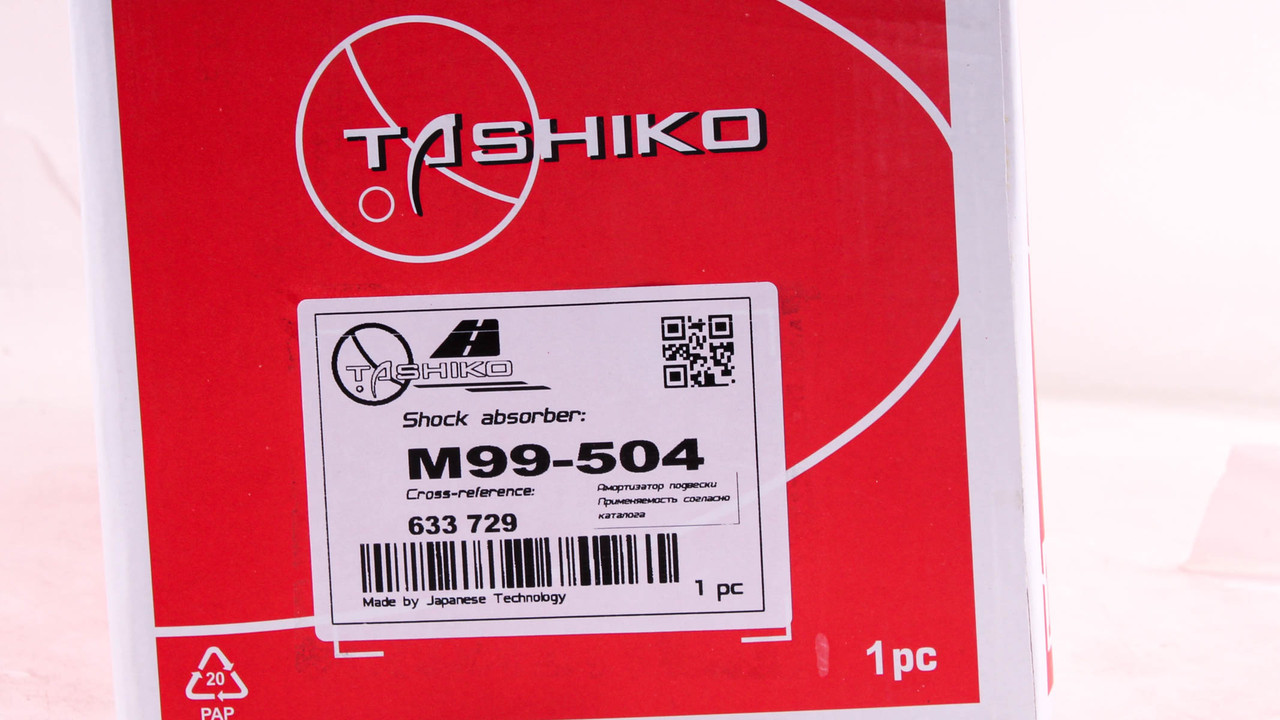 TASHIKO
TASHIKO
Shock absorber:
M99-504
Cross-reference:
633 729
Амортизатор подвески
Применяемость согласно
каталога
Made by Japanese Technology
1 pc
1pc
20
PAP